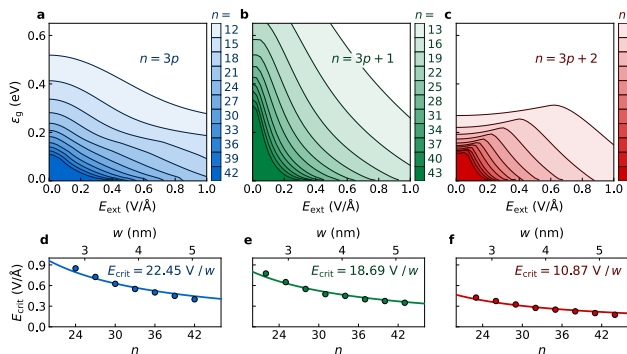 a
n =
b
n =
c
n
ε_g (eV)
0.6
0.4
0.2
0.0
n = 3p
12
15
18
21
24
27
30
33
36
39
42
n = 3p + 1
13
16
19
22
25
28
31
34
37
40
43
n = 3p + 2
0.0 0.2 0.4 0.6 0.8 1.0
0.0 0.2 0.4 0.6 0.8 1.0
0.0 0.2 0.4 0.6 0.8 1.0
E_ext (V/Å)
E_ext (V/Å)
E_ext (V/Å)
d
w (nm)
e
w (nm)
f
w (nm)
3 4 5
3 4 5
3 4 5
E_crit (V/Å)
0.9
0.6
0.3
0.0
E_crit = 22.45 V /w
E_crit = 18.69 V /w
E_crit = 10.87 V /w
24 30 36 42
24 30 36 42
24 30 36 42
n
n
n